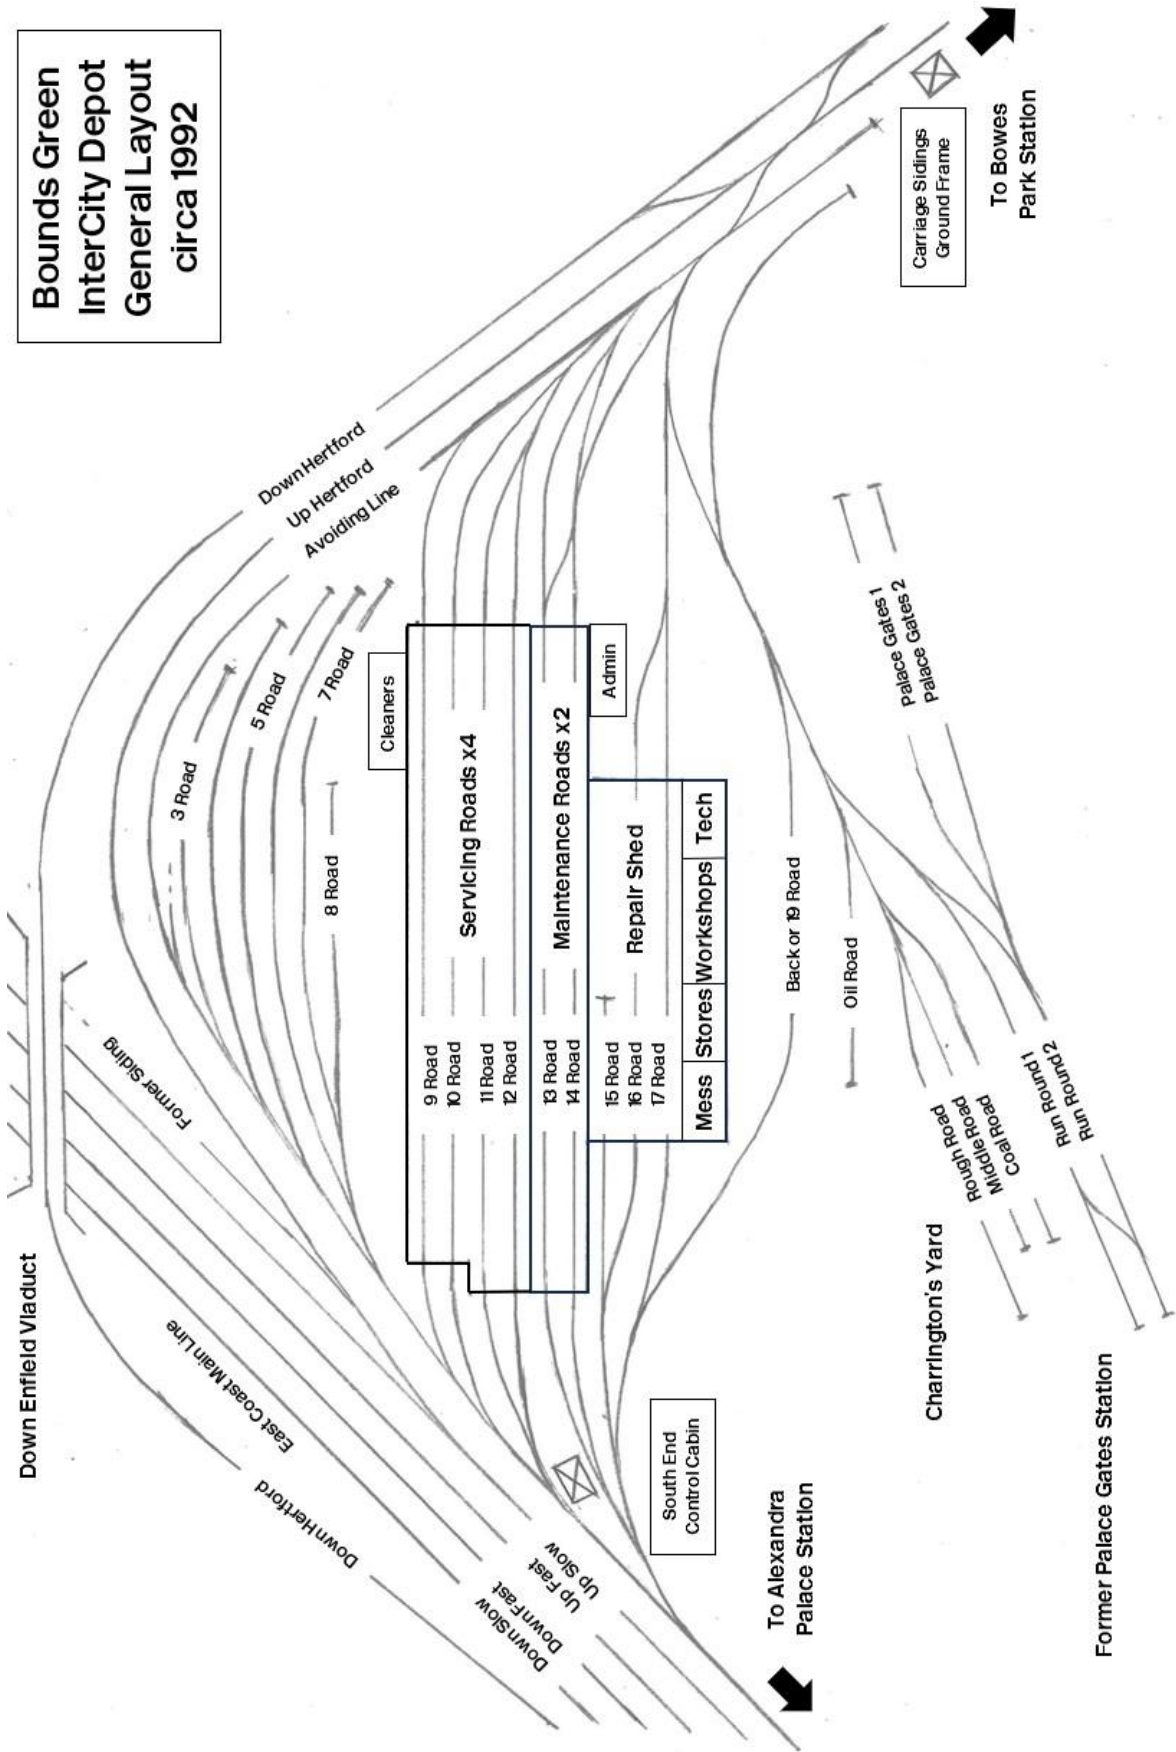 Bounds Green
InterCity Depot
General Layout
circa 1992
Down Enfield Viaduct
Former Siding
East Coast Main Line
Down Hertford
Down Slow
Down Fast
Up Fast
Up Slow
To Alexandra
Palace Station
South End
Control Cabin
3 Road
5 Road
7 Road
8 Road
Down Hertford
Up Hertford
Avoiding Line
Cleaners
9 Road
10 Road
11 Road
12 Road
Servicing Roads x4
13 Road
14 Road
Maintenance Roads x2
Admin
15 Road
16 Road
17 Road
Repair Shed
Mess
Stores
Workshops
Tech
Back or 19 Road
Oil Road
Carriage Sidings
Ground Frame
To Bowes
Park Station
Palace Gates 1
Palace Gates 2
Rough Road
Middle Road
Coal Road
Run Round 1
Run Round 2
Charrington's Yard
Former Palace Gates Station